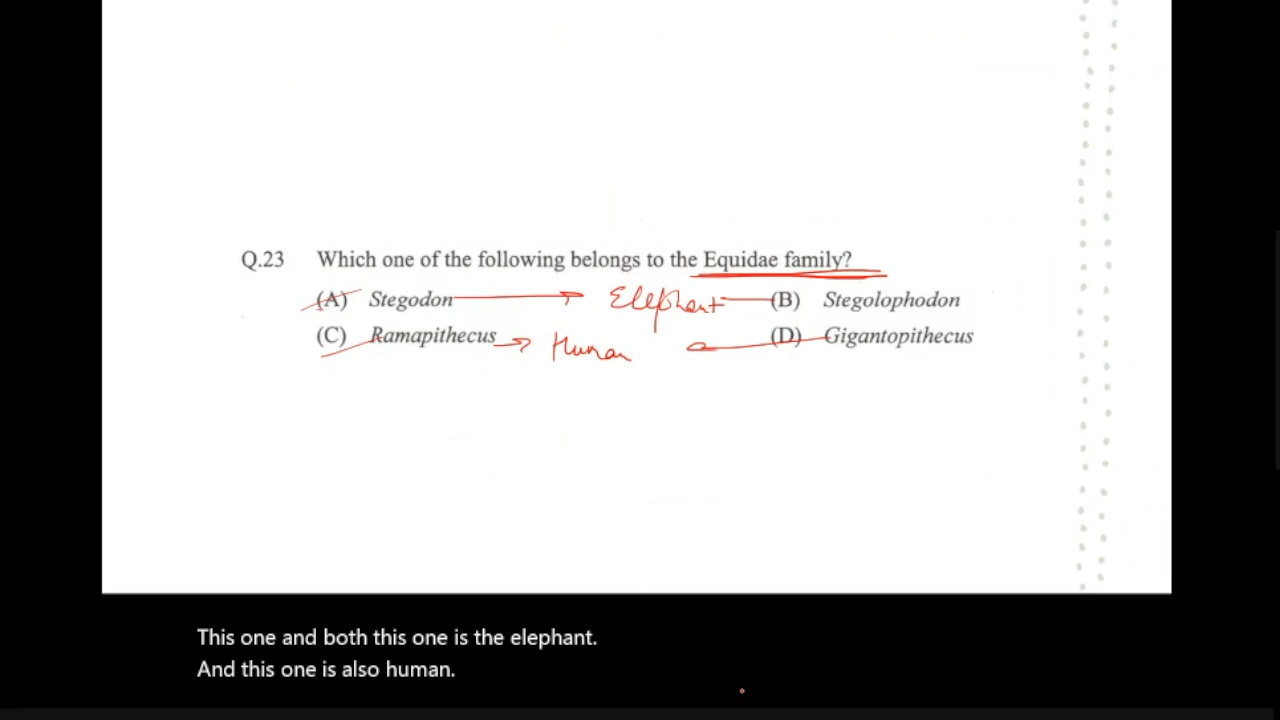 Q.23 Which one of the following belongs to the Equidae family?
(A) Stegodon Elephant (B) Stegolophodon
(C) Ramapithecus Human (D) Gigantopithecus
This one and both this one is the elephant.
And this one is also human.